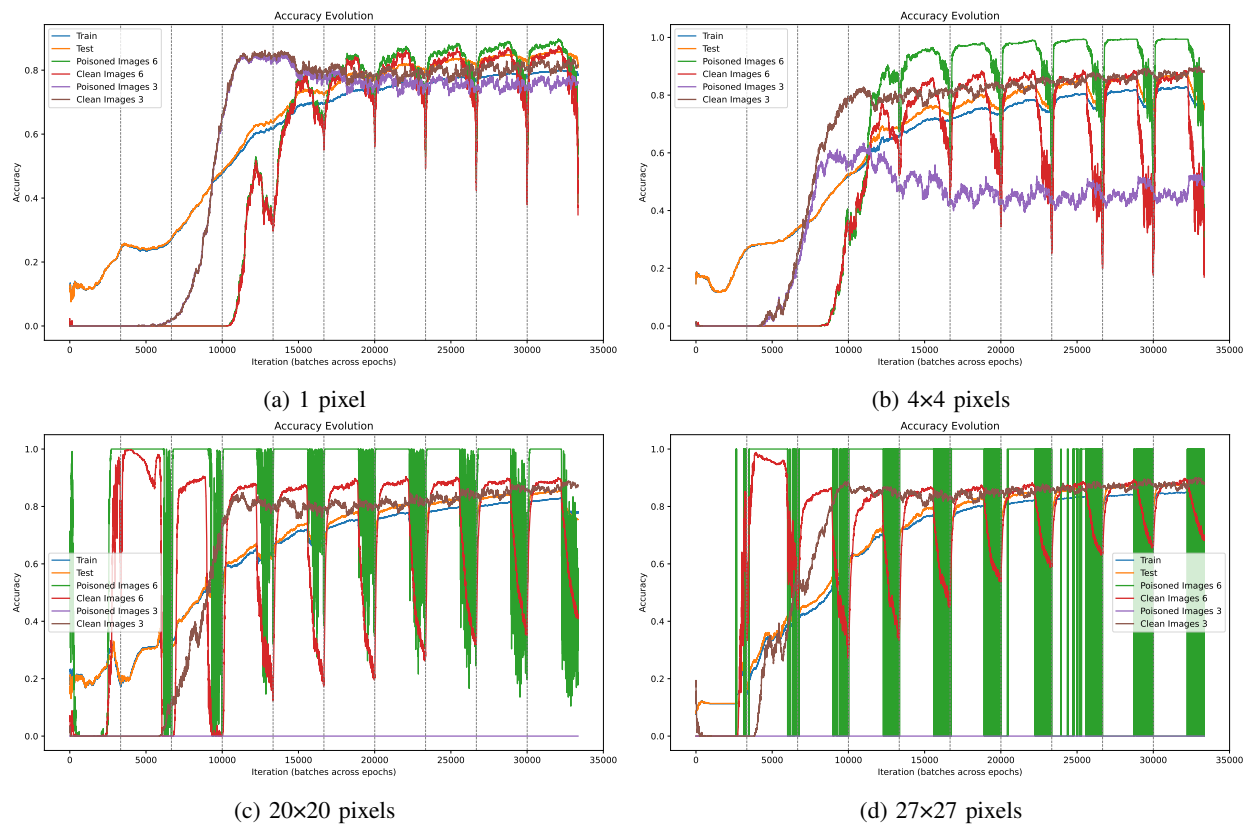 Accuracy Evolution
Train
Test
Poisoned Images 6
Clean Images 6
Poisoned Images 3
Clean Images 3
Accuracy
0.8
0.6
0.4
0.2
0.0
0 5000 10000 15000 20000 25000 30000 35000
Iteration (batches across epochs)
(a) 1 pixel
Accuracy Evolution
Train
Test
Poisoned Images 6
Clean Images 6
Poisoned Images 3
Clean Images 3
Accuracy
1.0
0.8
0.6
0.4
0.2
0.0
0 5000 10000 15000 20000 25000 30000 35000
Iteration (batches across epochs)
(b) 4×4 pixels
Accuracy Evolution
Train
Test
Poisoned Images 6
Clean Images 6
Poisoned Images 3
Clean Images 3
Accuracy
1.0
0.8
0.6
0.4
0.2
0.0
0 5000 10000 15000 20000 25000 30000 35000
Iteration (batches across epochs)
(c) 20×20 pixels
Accuracy Evolution
Train
Test
Poisoned Images 6
Clean Images 6
Poisoned Images 3
Clean Images 3
Accuracy
1.0
0.8
0.6
0.4
0.2
0.0
0 5000 10000 15000 20000 25000 30000 35000
Iteration (batches across epochs)
(d) 27×27 pixels